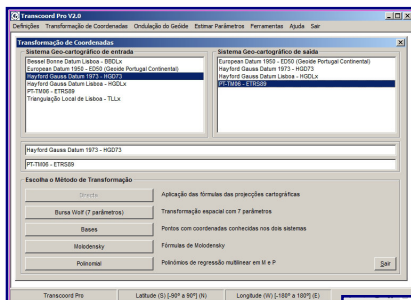 Transcoord Pro V2.0
Definições Transformação de Coordenadas Ondulação do Geóide Estimar Parâmetros Ferramentas Ajuda Sair
Transformação de Coordenadas
Sistema Geo-cartográfico de entrada
Sistema Geo-cartográfico de saída
Bessel Bonne Datum Lisboa - BBDLx
European Datum 1950 - ED50 (Geoide Portugal Continental)
Hayford Gauss Datum 1973 - HGD73
Hayford Gauss Datum Lisboa - HGDLx
PT-TM06 - ETRS89
Triangulação Local de Lisboa - TLLx
European Datum 1950 - ED50 (Geoide Portugal Continental)
Hayford Gauss Datum 1973 - HGD73
Hayford Gauss Datum Lisboa - HGDLx
PT-TM06 - ETRS89
Hayford Gauss Datum 1973 - HGD73
PT-TM06 - ETRS89
Escolha o Método de Transformação
Directo Aplicação das fórmulas das projecções cartográficas
Bursa Wolf (7 parâmetros) Transformação espacial com 7 parâmetros
Bases Pontos com coordenadas conhecidas nos dois sistemas
Molodensky Fórmulas de Molodensky
Polinomial Polinómios de regressão multilinear em M e P
Sair
Transcoord Pro Latitude (S) [-90º a 90º] (N) Longitude (W) [-180º a 180º] (E)